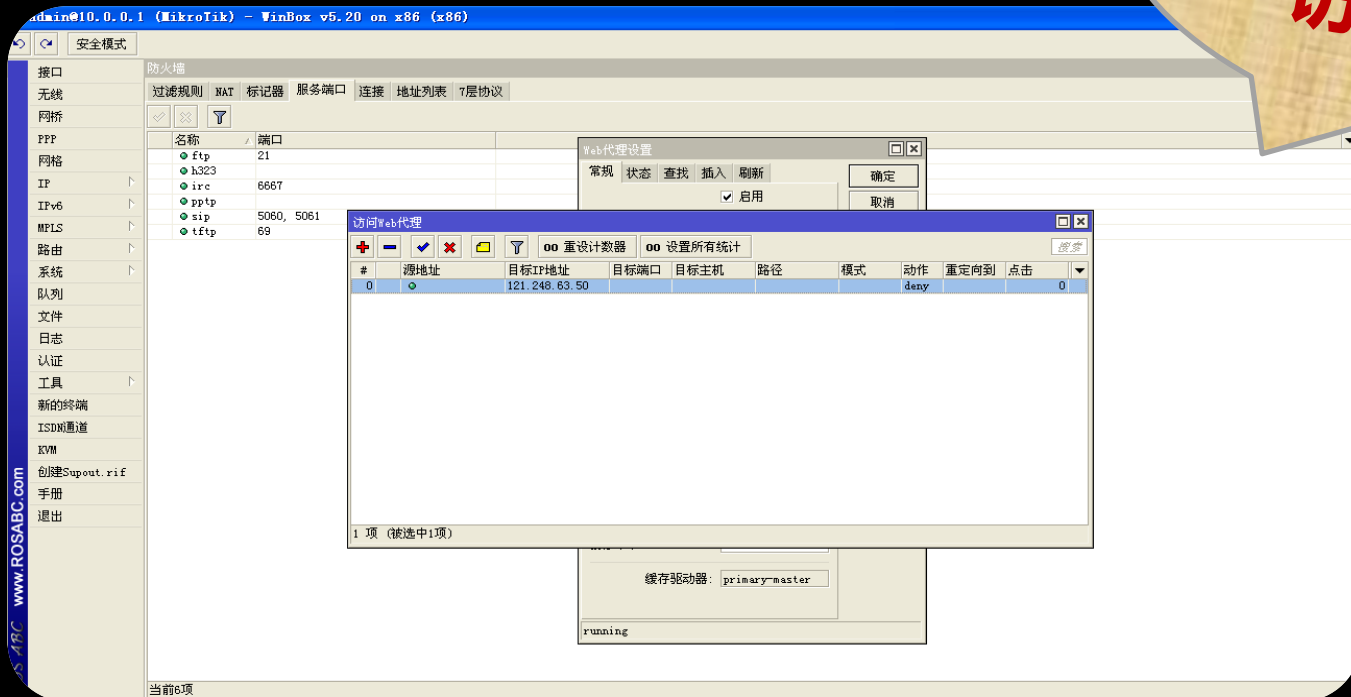 admin@10.0.0.1 (MikroTik) - WinBox v5.20 on x86 (x86)
安全模式
接口
无线
网桥
PPP
网格
IP
IPv6
MPLS
路由
系统
队列
文件
日志
认证
工具
新的终端
ISDN通道
KVM
创建Supout.rif
手册
退出
www.ROSABC.com
防火墙
过滤规则 NAT 标记器 服务端口 连接 地址列表 7层协议
名称 端口
ftp 21
h323
irc 6667
pptp
sip 5060, 5061
tftp 69
Web代理设置
常规 状态 查找 插入 刷新
确定
启用
取消
访问Web代理
00 重设计数器 00 设置所有统计 搜索
# 源地址 目标IP地址 目标端口 目标主机 路径 模式 动作 重定向到 点击
0 121.248.63.50 deny 0
1 项 (被选中1项)
缓存驱动器: primary-master
running
当前6项